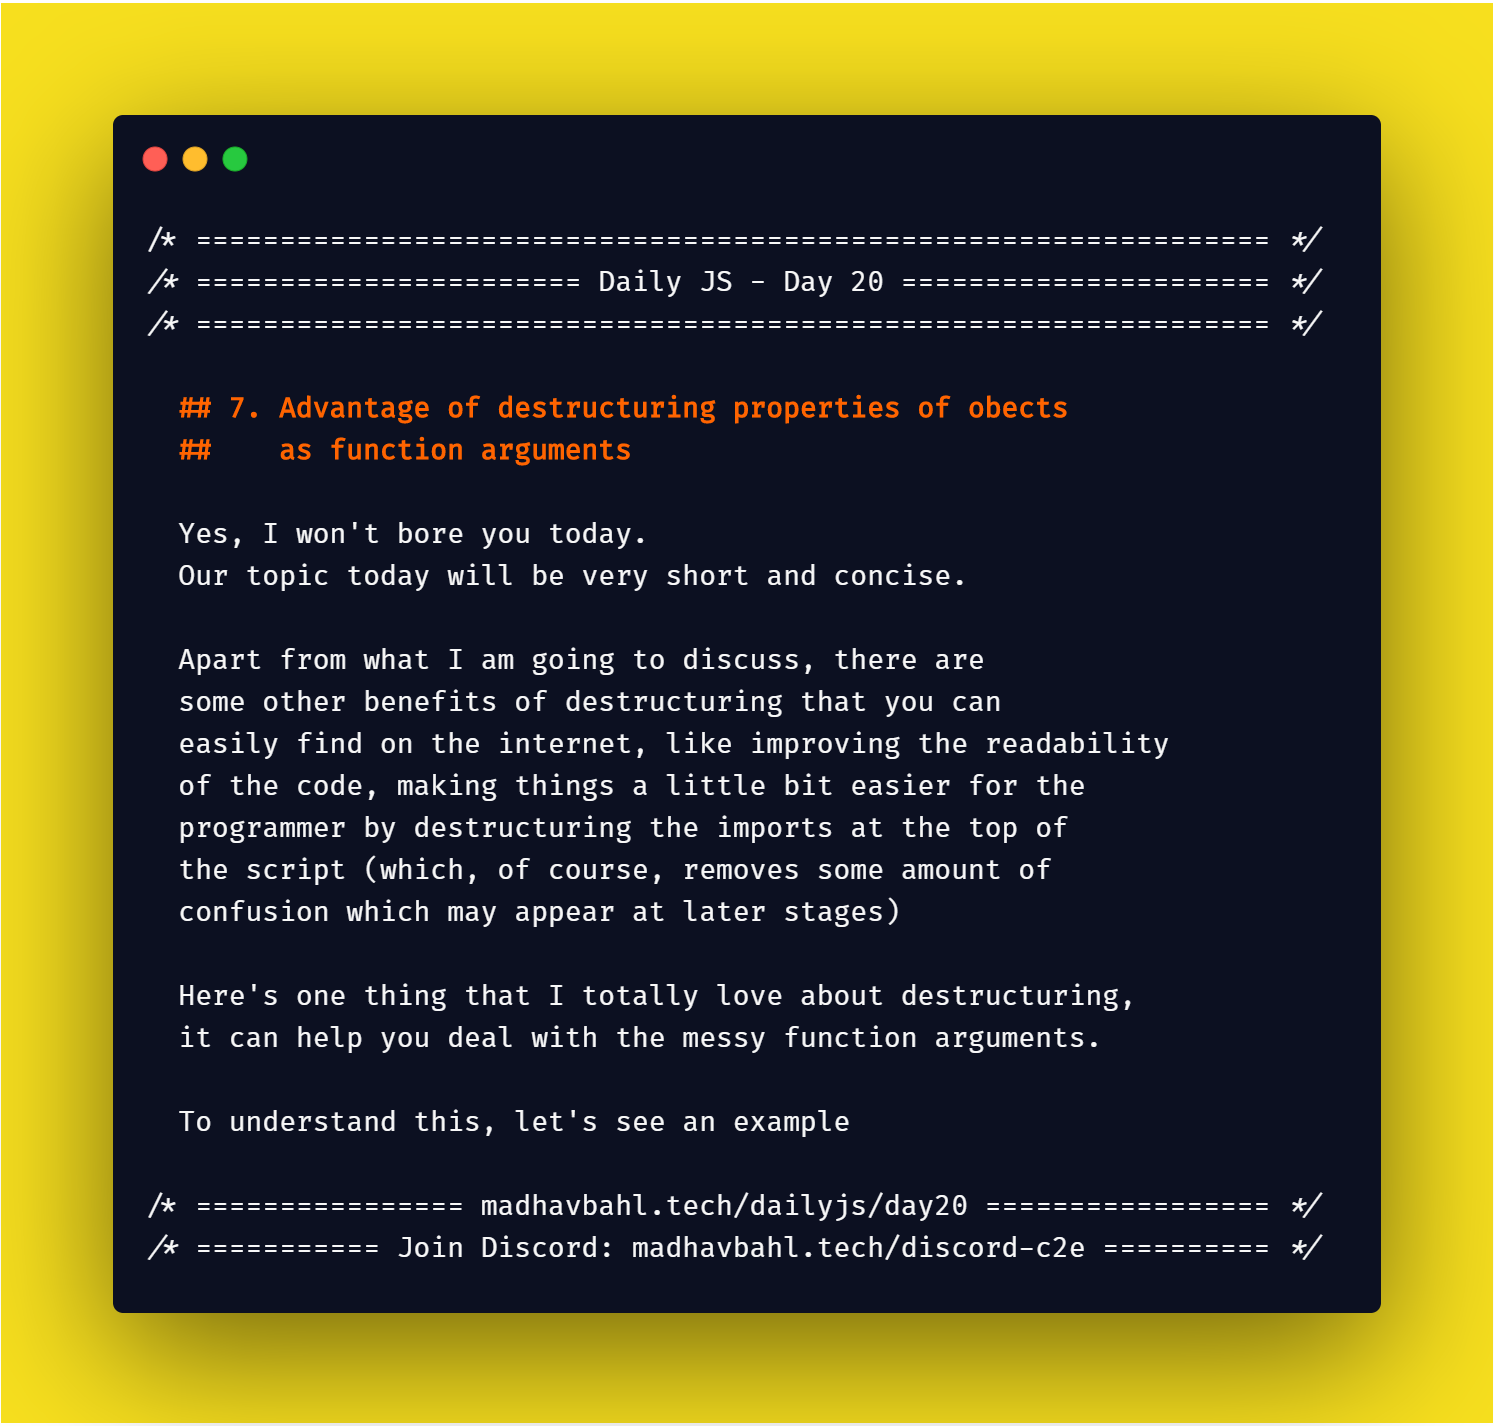 /* ================================================================ */
/* ======================= Daily JS - Day 20 ====================== */
/* ================================================================ */
## 7. Advantage of destructuring properties of obects
##    as function arguments
Yes, I won't bore you today.
Our topic today will be very short and concise.
Apart from what I am going to discuss, there are
some other benefits of destructuring that you can
easily find on the internet, like improving the readability
of the code, making things a little bit easier for the
programmer by destructuring the imports at the top of
the script (which, of course, removes some amount of
confusion which may appear at later stages)
Here's one thing that I totally love about destructuring,
it can help you deal with the messy function arguments.
To understand this, let's see an example
/* ================ madhavbahl.tech/dailyjs/day20 ================= */
/* =========== Join Discord: madhavbahl.tech/discord-c2e ========== */